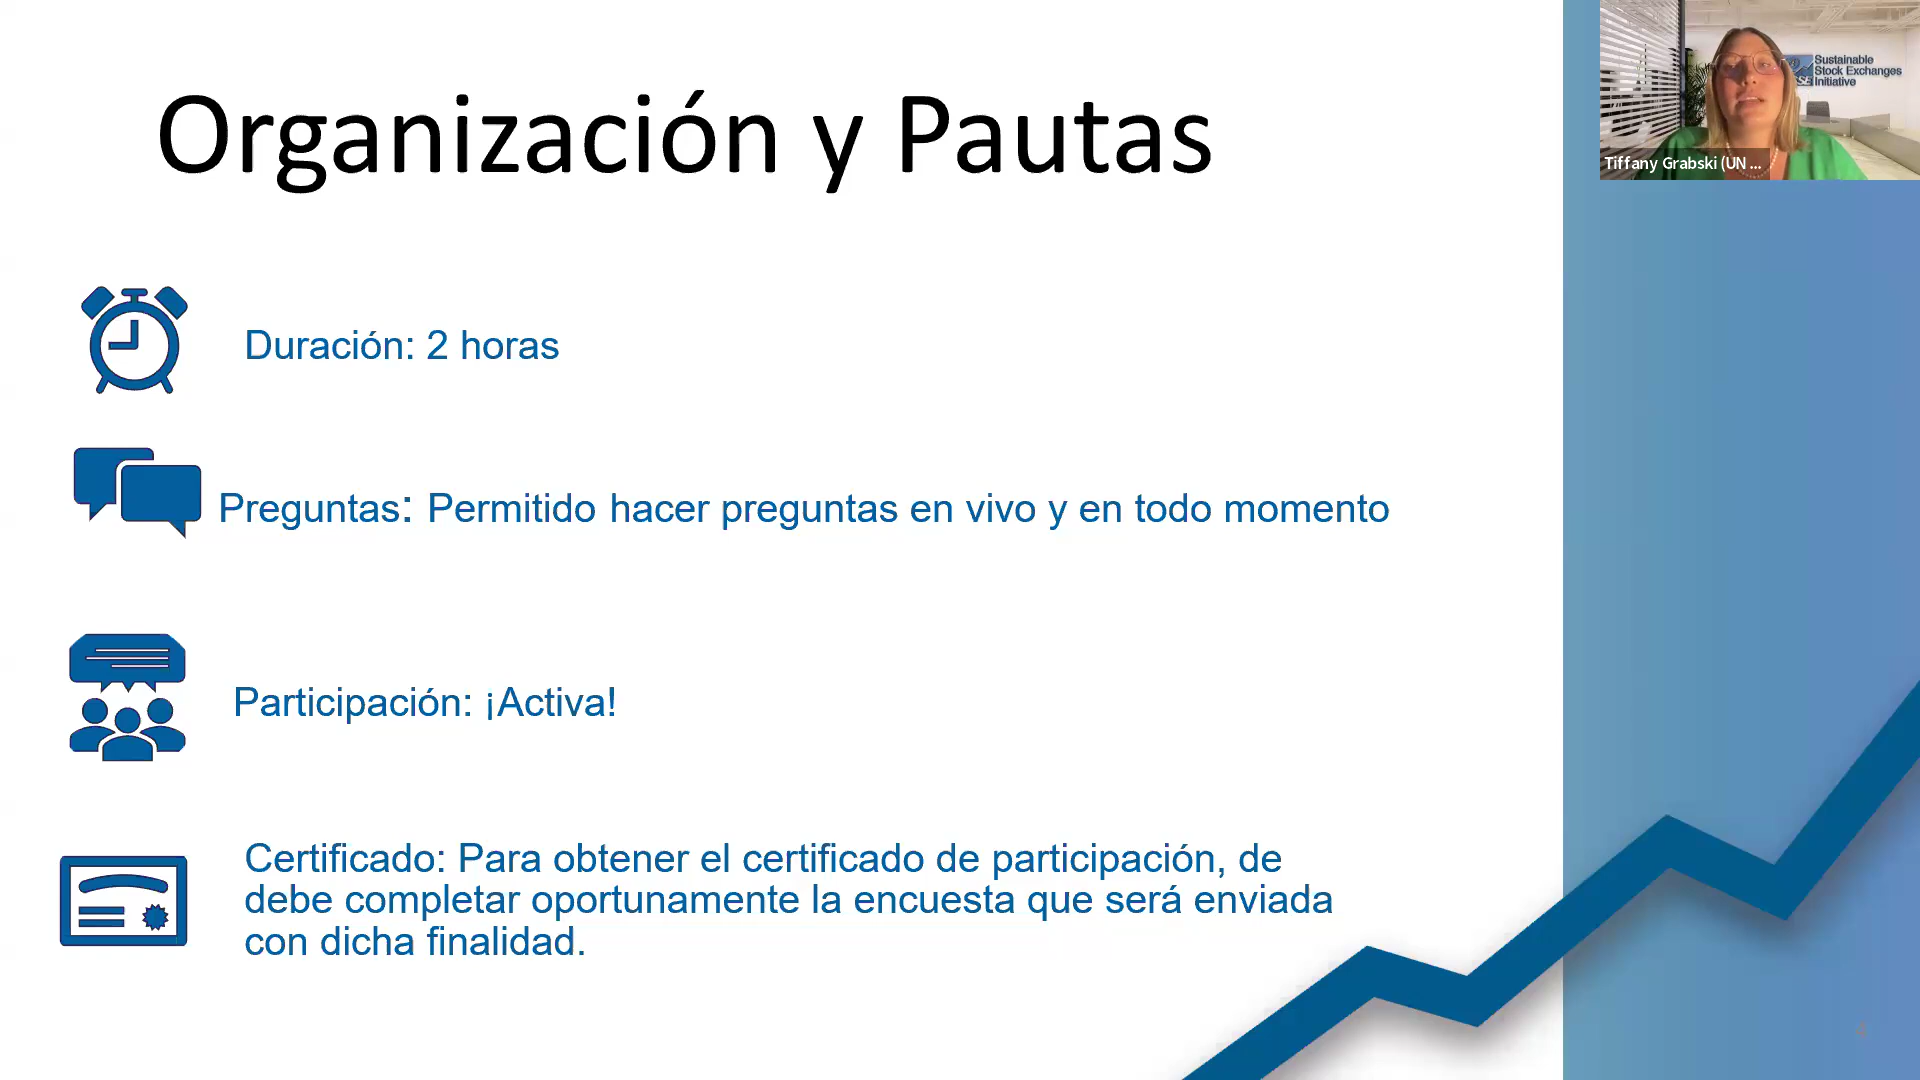 Organización y Pautas
Sustainable
Stock Exchanges
Initiative
Tiffany Grabski (UN ...
Duración: 2 horas
Preguntas: Permitido hacer preguntas en vivo y en todo momento
Participación: ¡Activa!
Certificado: Para obtener el certificado de participación, de
debe completar oportunamente la encuesta que será enviada
con dicha finalidad.